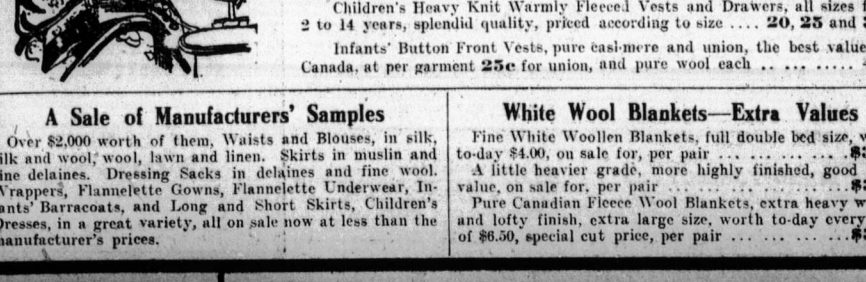 Children's Heavy Knit Warmly Fleeced Vests and Drawers, all sizes
2 to 14 years, splendid quality, priced according to size .... 20, 25 and
Infants' Button Front Vests, pure casi-mere and union, the best value
Canada, at per garment 25c for union, and pure wool each .. .. ........
A Sale of Manufacturers' Samples
Over $2,000 worth of them, Waists and Blouses, in silk,
ilk and wool, wool, lawn and linen. Skirts in muslin and
ine delaines. Dressing Sacks in delaines and fine wool.
Wrappers, Flannelette Gowns, Flannelette Underwear, In-
ants' Barracoats, and Long and Short Skirts, Children's
Dresses, in a great variety, all on sale now at less than the
manufacturer's prices.
White Wool Blankets—Extra Values
Fine White Woollen Blankets, full double bed size,
to-day $4.00, on sale for, per pair ... ... ... ... .$
A little heavier grade, more highly finished, good
value, on sale for, per pair ... ... ... ... ... ... .$
Pure Canadian Fleece Wool Blankets, extra heavy
and lofty finish, extra large size, worth to-day every
of $6.50, special cut price, per pair ... ... ... ... .$